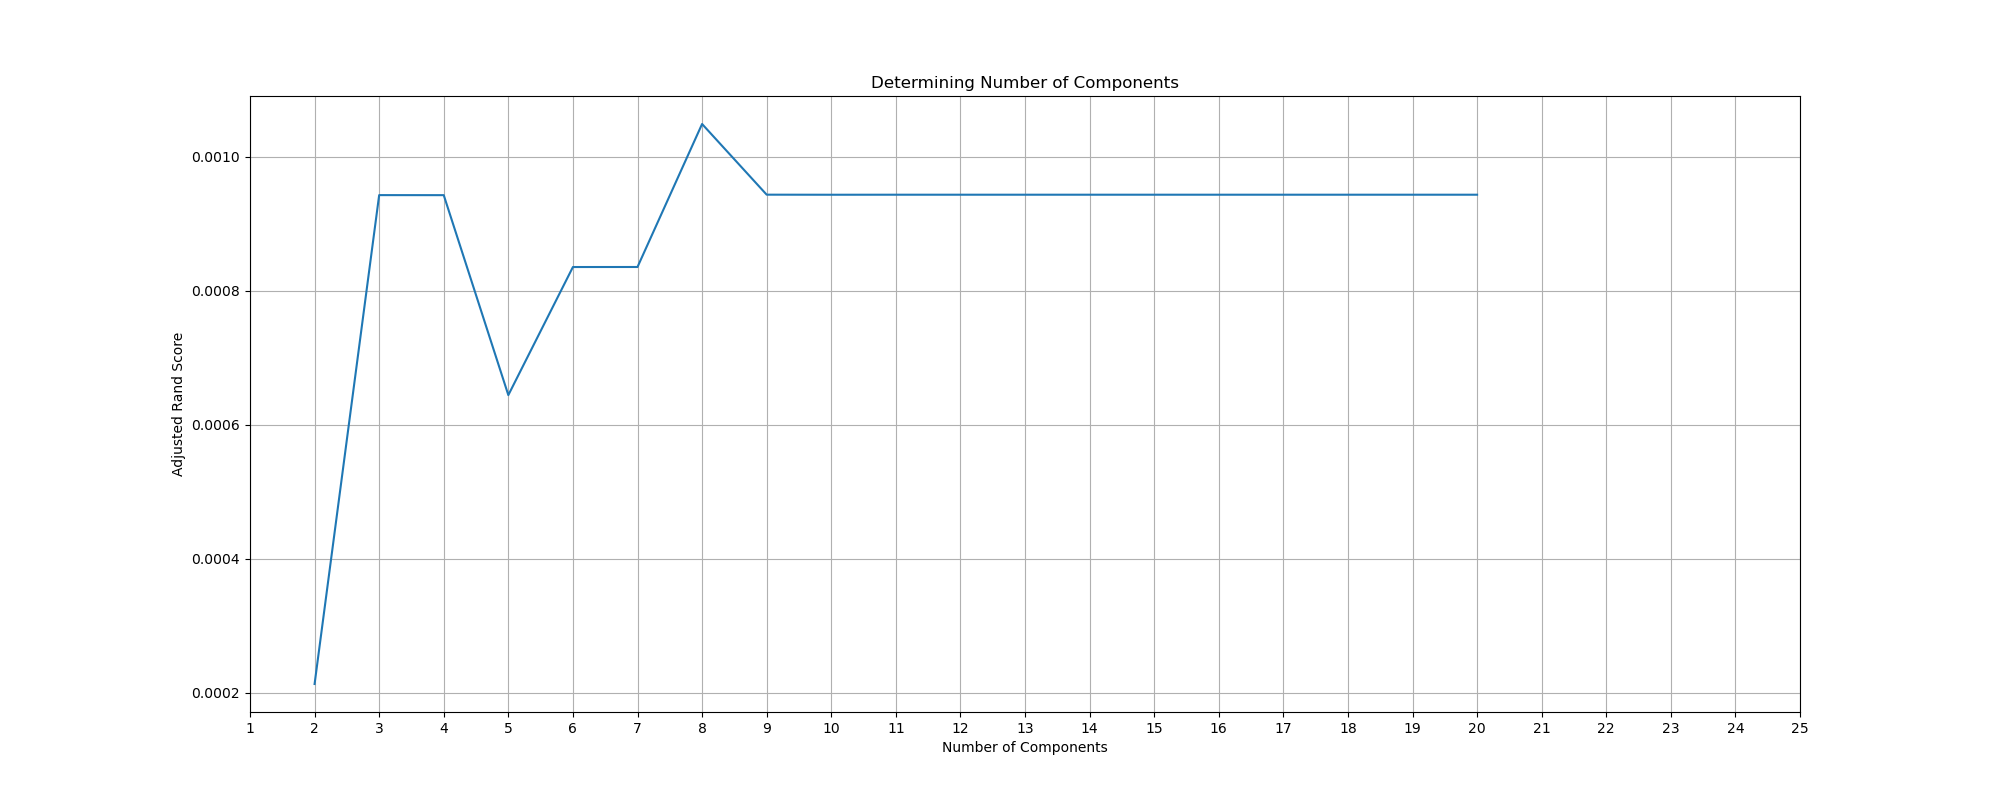 Determining Number of Components
0.0010
0.0008
0.0006
0.0004
0.0002
Adjusted Rand Score
1 2 3 4 5 6 7 8 9 10 11 12 13 14 15 16 17 18 19 20 21 22 23 24 25
Number of Components